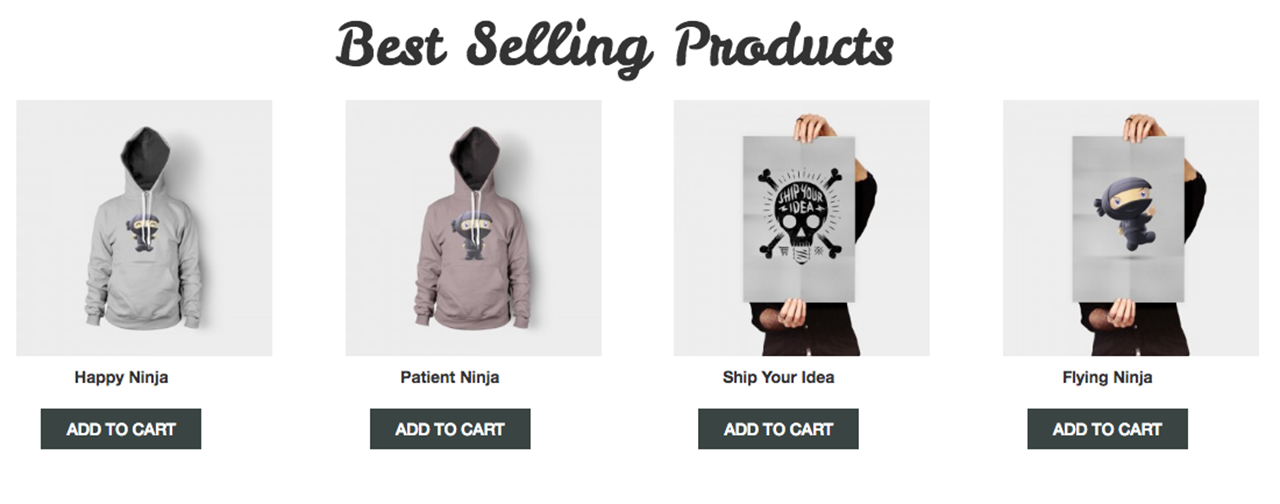 Best Selling Products
SHIP YOUR
IDEA
Happy Ninja
Patient Ninja
Ship Your Idea
Flying Ninja
ADD TO CART
ADD TO CART
ADD TO CART
ADD TO CART